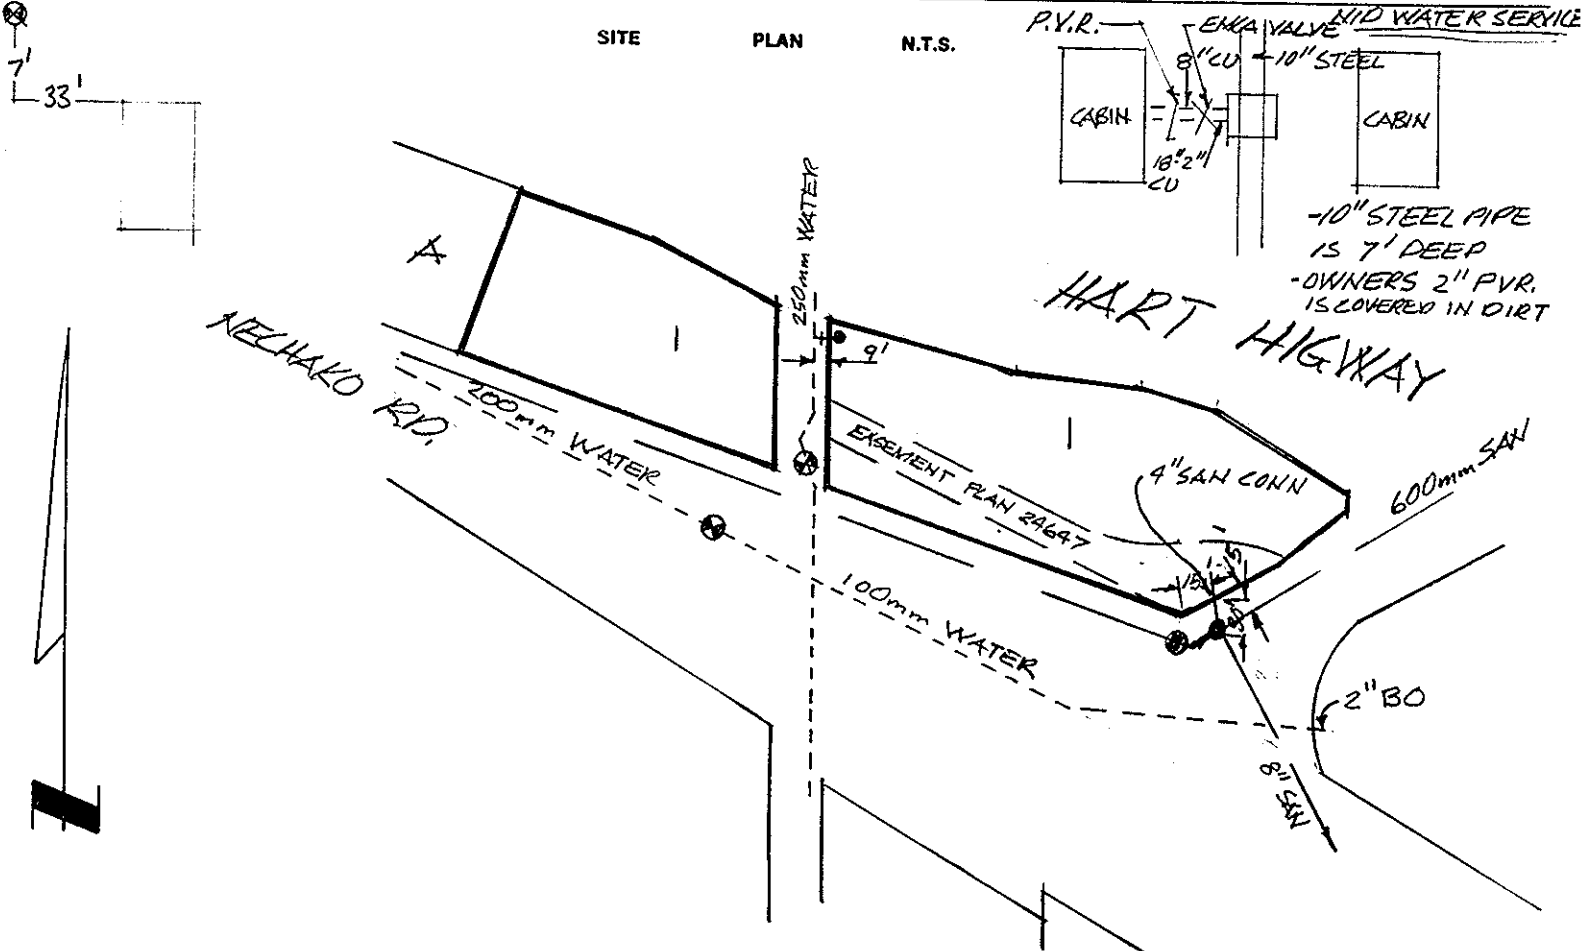 SITE PLAN N.T.S.
NID WATER SERVICE
P.V.R.
VALVE
8" CU
10" STEEL
7'
33'
CABIN
CABIN
18"-2"
CU
-10" STEEL PIPE
IS 7' DEEP
-OWNERS 2" PVR.
IS COVERED IN DIRT
250mm WATER
A
HART HIGWAY
NECHAKO RD.
1
9'
200mm WATER
1
EASEMENT PLAN 24647
4" SAN CONN
600mm SAN
15'
15'
100mm WATER
2" BO
8" SAN